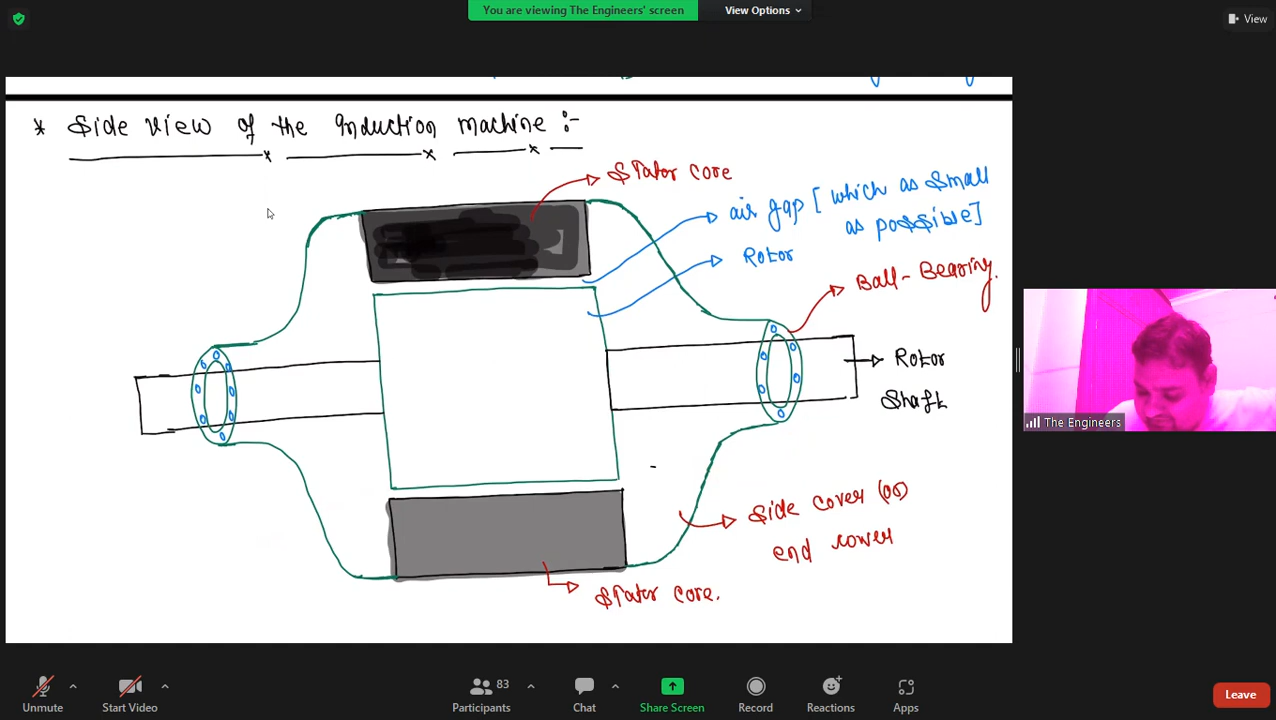 You are viewing The Engineers' screen
View Options
View
* Side view of the Induction machine :-
Stator core
air gap [ which as small
as possible]
Rotor
Ball-Bearing.
Rotor
Shaft
Side cover (or)
end cover
Stator core.
The Engineers
Unmute
Start Video
83
Participants
Chat
Share Screen
Record
Reactions
Apps
Leave